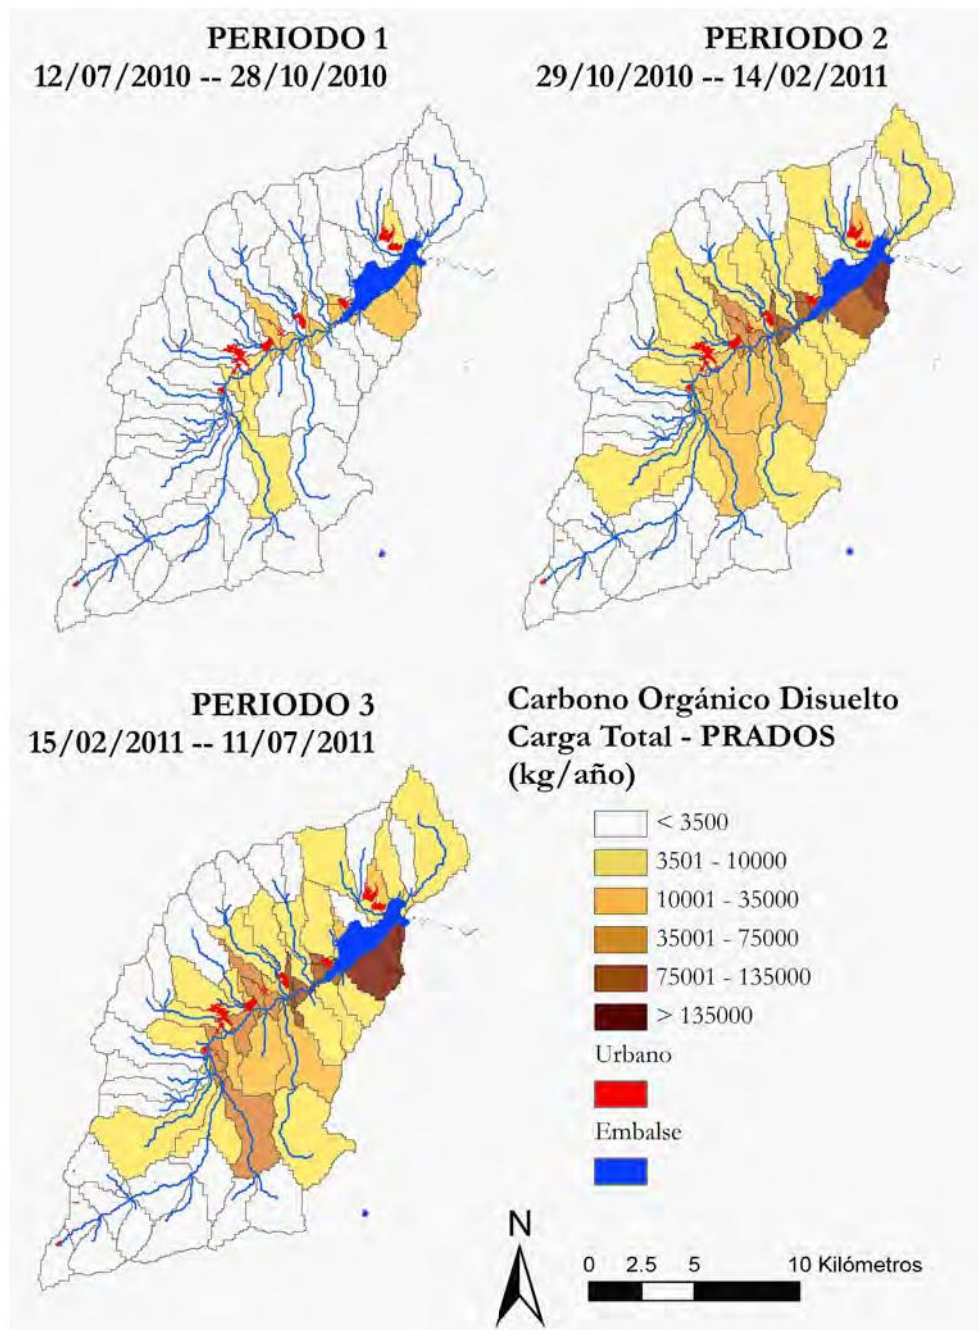 PERIODO 1
12/07/2010 -- 28/10/2010
PERIODO 2
29/10/2010 -- 14/02/2011
PERIODO 3
15/02/2011 -- 11/07/2011
Carbono Orgánico Disuelto
Carga Total - PRADOS
(kg/año)
< 3500
3501 - 10000
10001 - 35000
35001 - 75000
75001 - 135000
> 135000
Urbano
Embalse
N
0 2.5 5 10 Kilómetros